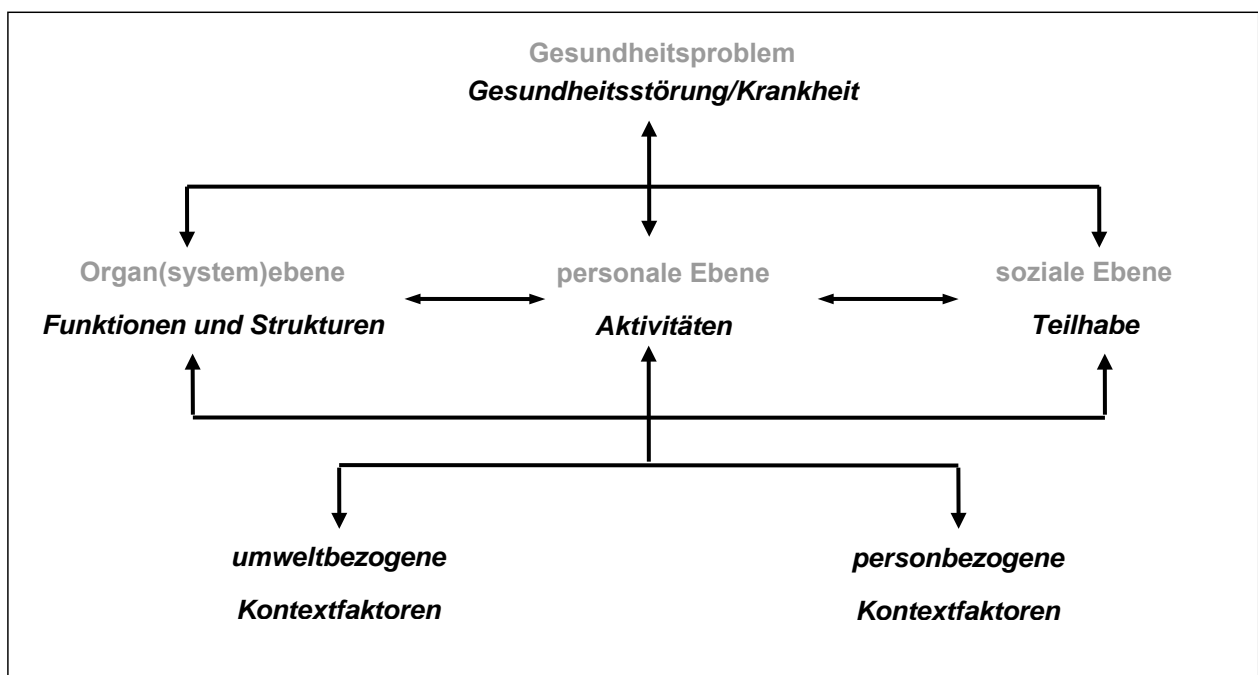 Gesundheitsproblem
Gesundheitsstörung/Krankheit
Organ(system)ebene
Funktionen und Strukturen
personale Ebene
Aktivitäten
soziale Ebene
Teilhabe
umweltbezogene
Kontextfaktoren
personbezogene
Kontextfaktoren